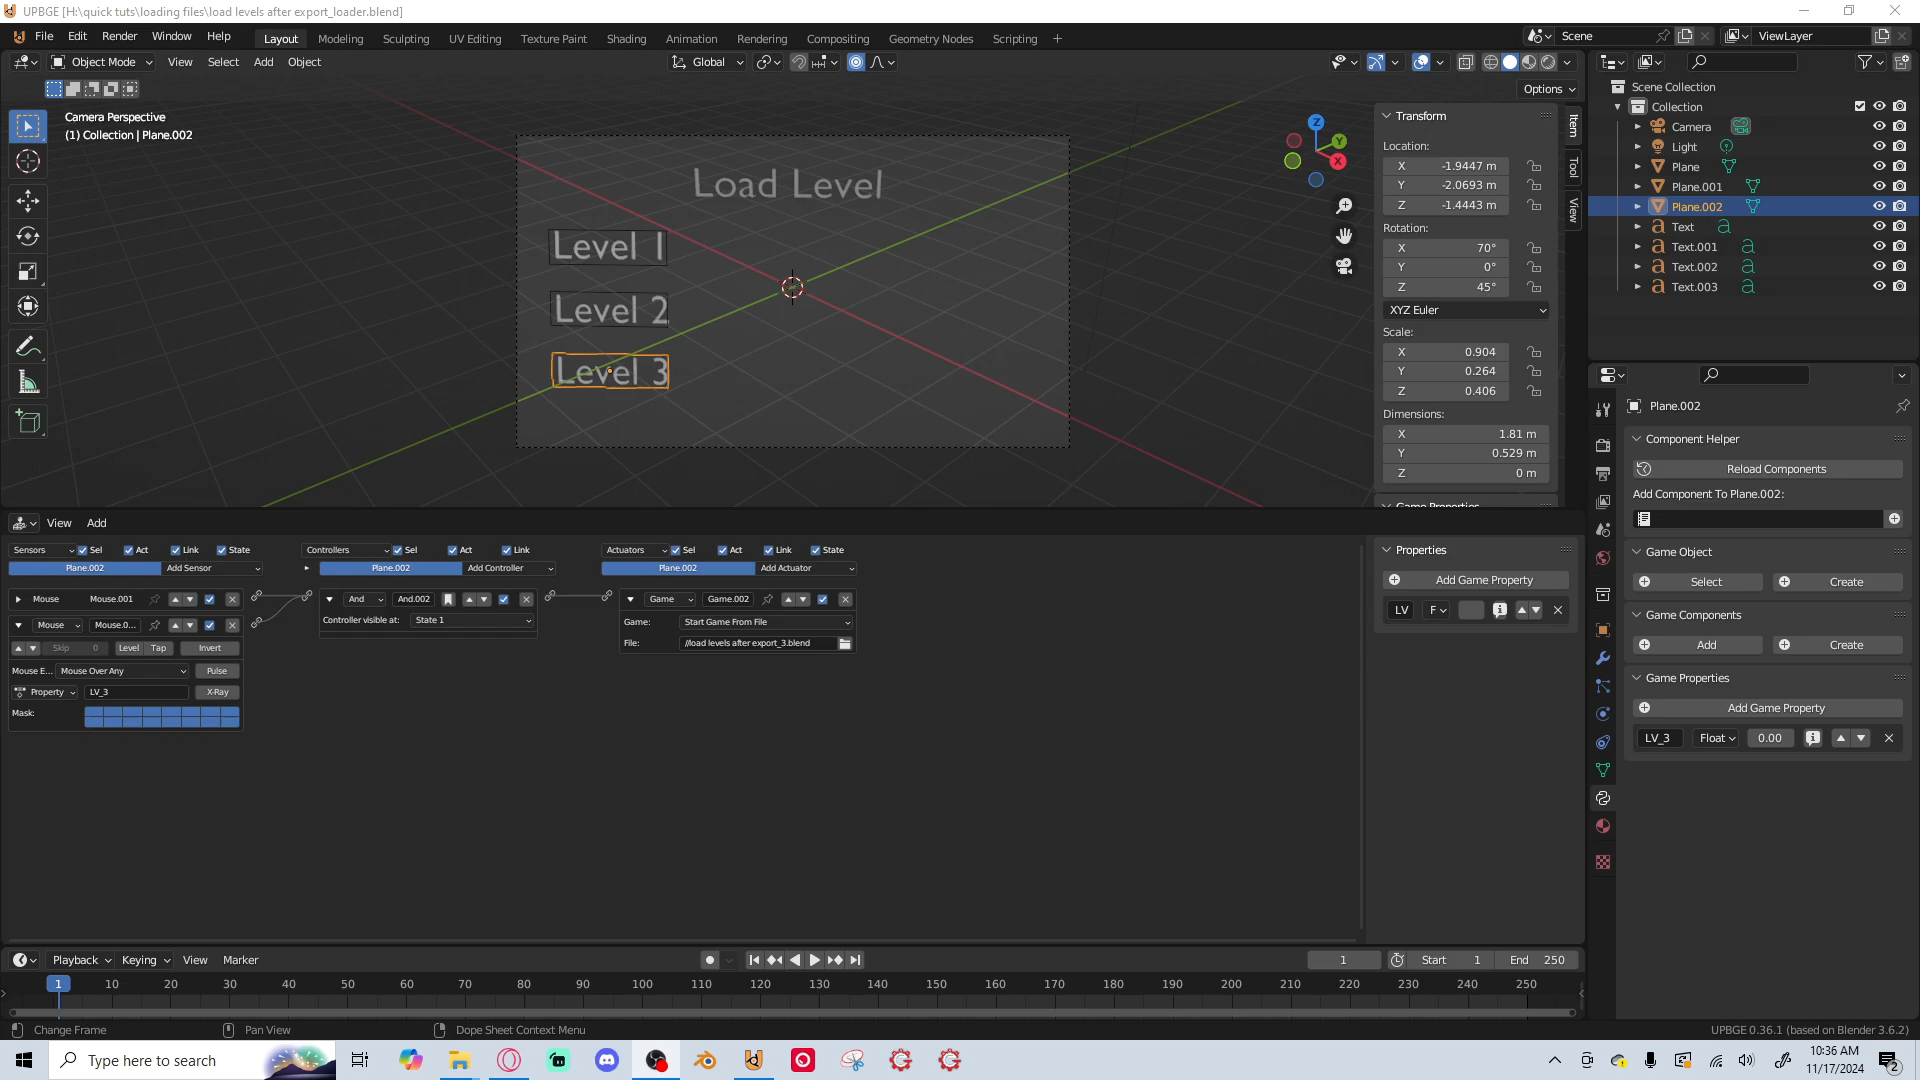 UPBGE [H:\quick tuts\loading files\load levels after export_loader.blend]
File Edit Render Window Help Layout Modeling Sculpting UV Editing Texture Paint Shading Animation Rendering Compositing Geometry Nodes Scripting + Scene ViewLayer
Object Mode View Select Add Object Global
Options
Camera Perspective
(1) Collection | Plane.002
Load Level
Level 1
Level 2
Level 3
Z
Y
X
Transform
Location:
X -1.9447 m
Y -2.0693 m
Z -1.4443 m
Rotation:
X 70°
Y 0°
Z 45°
XYZ Euler
Scale:
X 0.904
Y 0.264
Z 0.406
Dimensions:
X 1.81 m
Y 0.529 m
Z 0 m
Item
Tool
View
Scene Collection
Collection
Camera
Light
Plane
Plane.001
Plane.002
Text
Text.001
Text.002
Text.003
Plane.002
Component Helper
Reload Components
Add Component To Plane.002:
Game Object
Select Create
Game Components
Add Create
Game Properties
Add Game Property
LV_3 Float 0.00
View Add
Sensors Sel Act Link State Controllers Sel Act Link Actuators Sel Act Link State
Plane.002 Add Sensor Plane.002 Add Controller Plane.002 Add Actuator
Mouse Mouse.001 And And.002 Game Game.002
Mouse Mouse.0... Controller visible at: State 1 Game: Start Game From File
Skip 0 Level Tap Invert File: //load levels after export_3.blend
Mouse E... Mouse Over Any Pulse
Property LV_3 X-Ray
Mask:
Properties
Add Game Property
LV F
Playback Keying View Marker 1 Start 1 End 250
1 10 20 30 40 50 60 70 80 90 100 110 120 130 140 150 160 170 180 190 200 210 220 230 240 250
Change Frame Pan View Dope Sheet Context Menu UPBGE 0.36.1 (based on Blender 3.6.2)
Type here to search
10:36 AM
11/17/2024
2